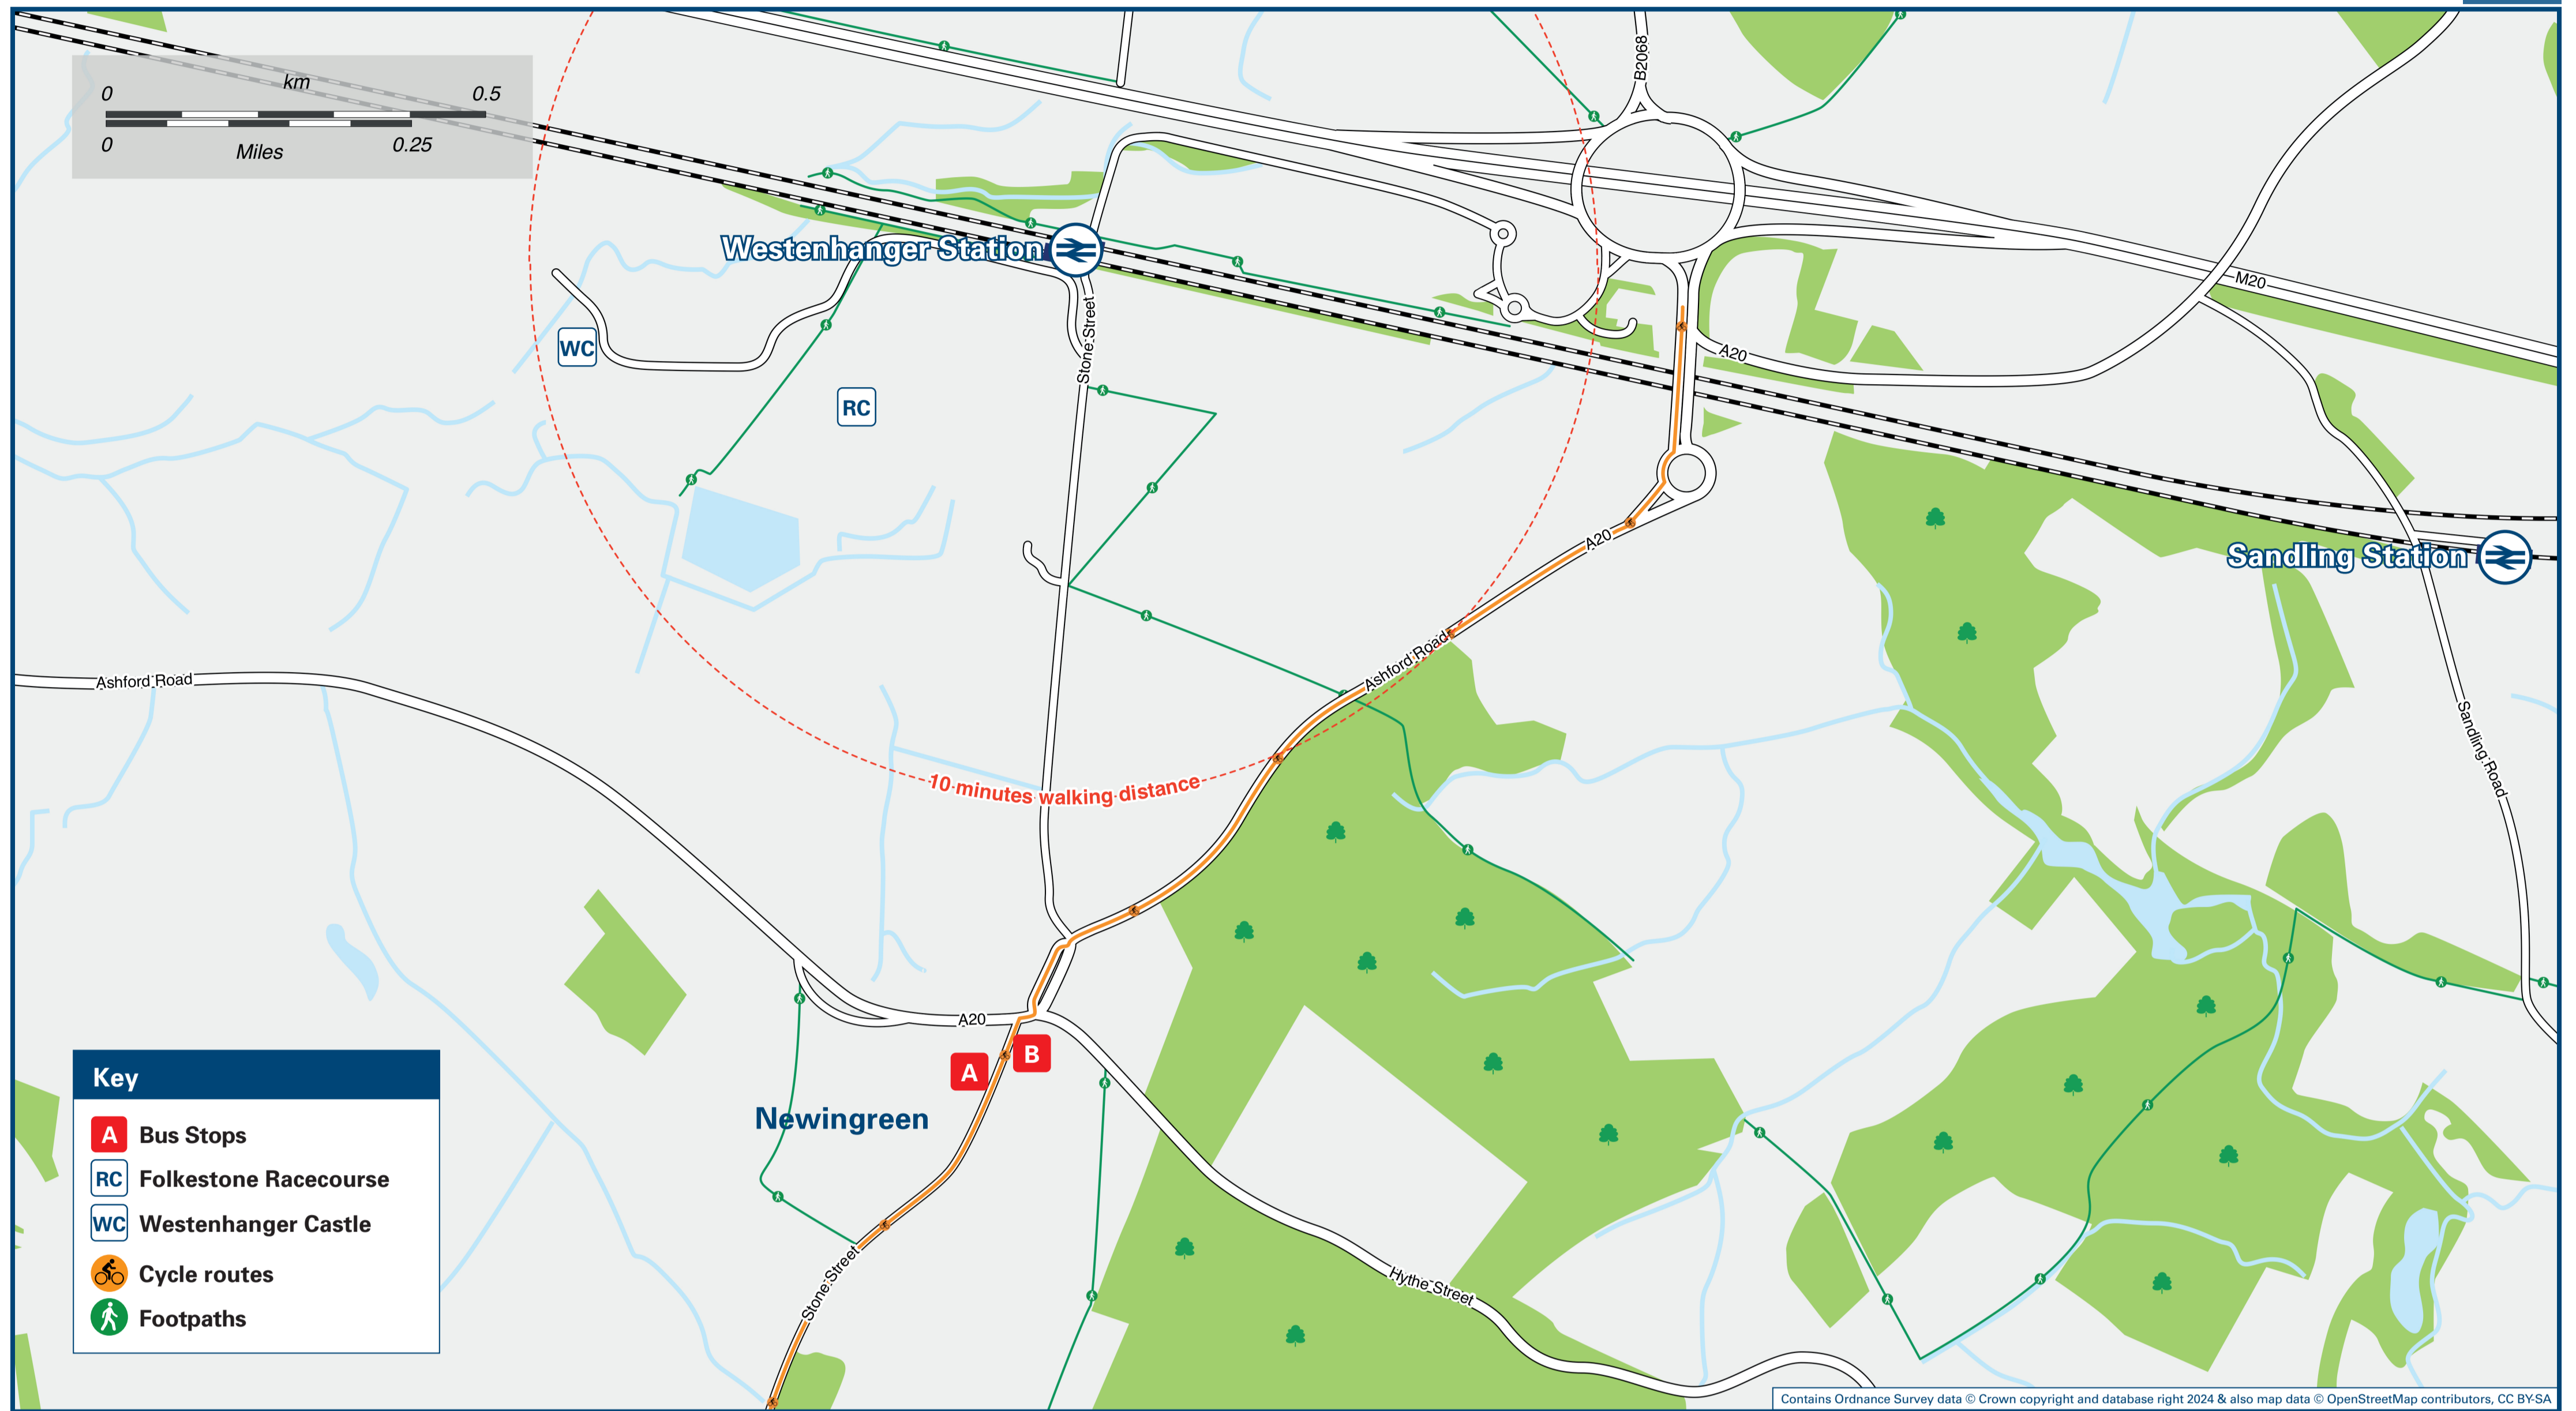 B2068
km
0 0.5
0 Miles 0.25
Westenhanger Station
M20
Stone Street
WC
A20
RC
A20
Sandling Station
Ashford Road
Ashford Road
Sandling Road
10 minutes walking distance
A20
A
B
Newingreen
Stone Street
Hythe Street
Key
A Bus Stops
RC Folkestone Racecourse
WC Westenhanger Castle
Cycle routes
Footpaths
Contains Ordnance Survey data © Crown copyright and database right 2024 & also map data © OpenStreetMap contributors, CC BY-SA